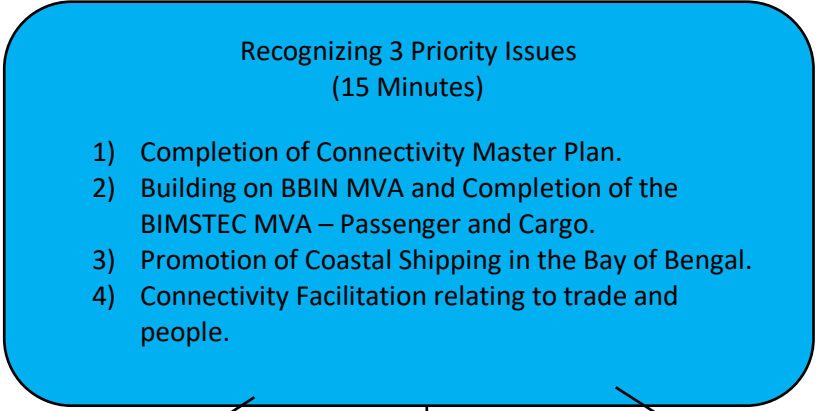 Recognizing 3 Priority Issues
(15 Minutes)
1) Completion of Connectivity Master Plan.
2) Building on BBIN MVA and Completion of the
BIMSTEC MVA – Passenger and Cargo.
3) Promotion of Coastal Shipping in the Bay of Bengal.
4) Connectivity Facilitation relating to trade and
people.